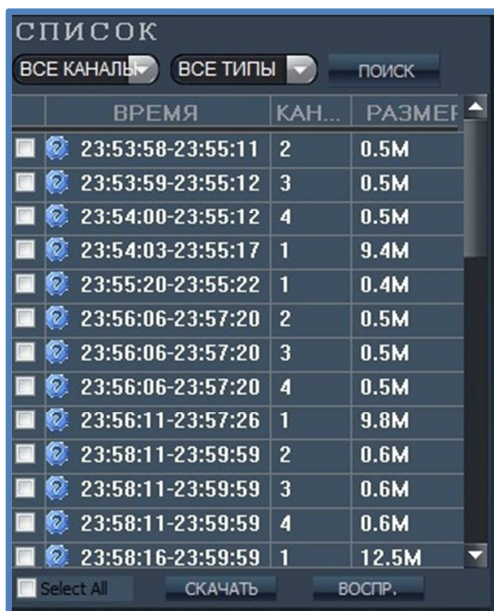 СПИСОК
ВСЕ КАНАЛЫ ВСЕ ТИПЫ ПОИСК
ВРЕМЯ КАН... РАЗМЕР
23:53:58-23:55:11 2 0.5M
23:53:59-23:55:12 3 0.5M
23:54:00-23:55:12 4 0.5M
23:54:03-23:55:17 1 9.4M
23:55:20-23:55:22 1 0.4M
23:56:06-23:57:20 2 0.5M
23:56:06-23:57:20 3 0.5M
23:56:06-23:57:20 4 0.5M
23:56:11-23:57:26 1 9.8M
23:58:11-23:59:59 2 0.6M
23:58:11-23:59:59 3 0.6M
23:58:11-23:59:59 4 0.6M
23:58:16-23:59:59 1 12.5M
Select All СКАЧАТЬ ВОСПР.